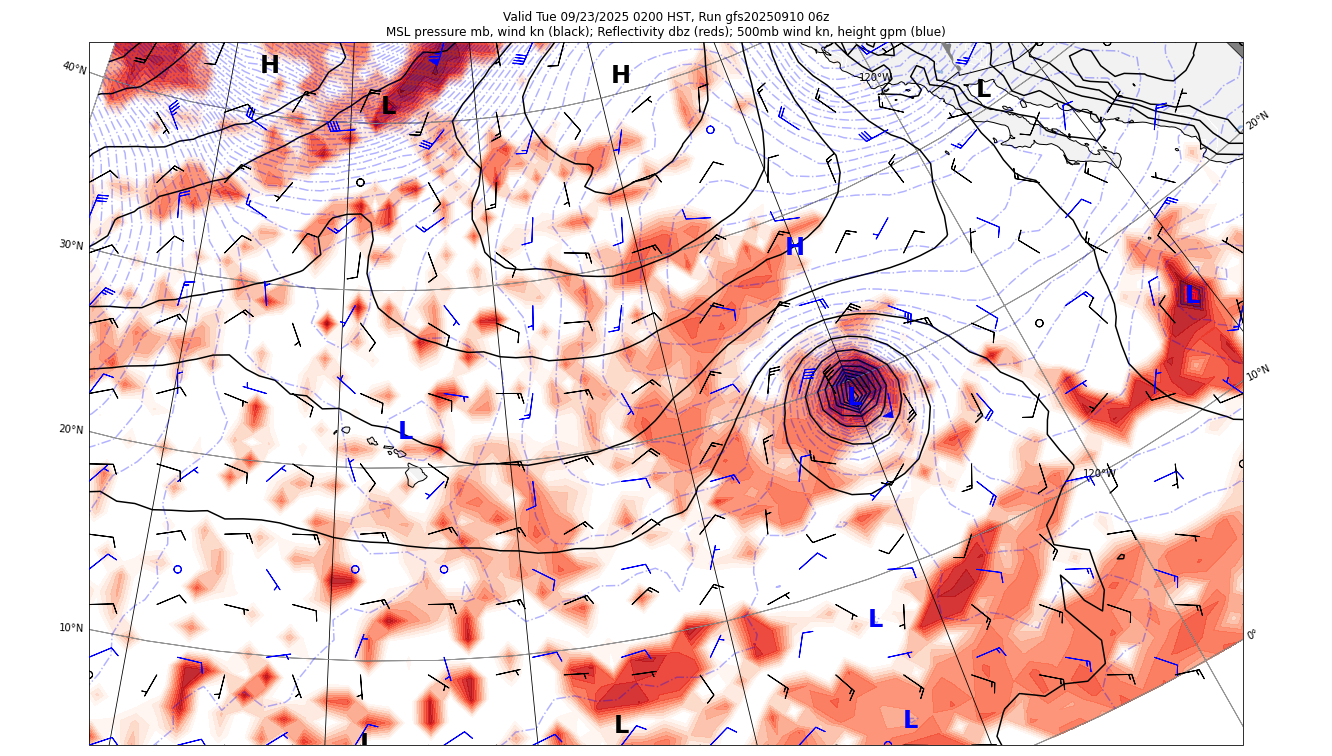 Valid Tue 09/23/2025 0200 HST, Run gfs20250910 06z
MSL pressure mb, wind kn (black); Reflectivity dbz (reds); 500mb wind kn, height gpm (blue)
40°N
H
H
L
120°W
L
20°N
30°N
H
L
10°N
L
20°N
L
120°W
10°N
L
0°
L
L
L